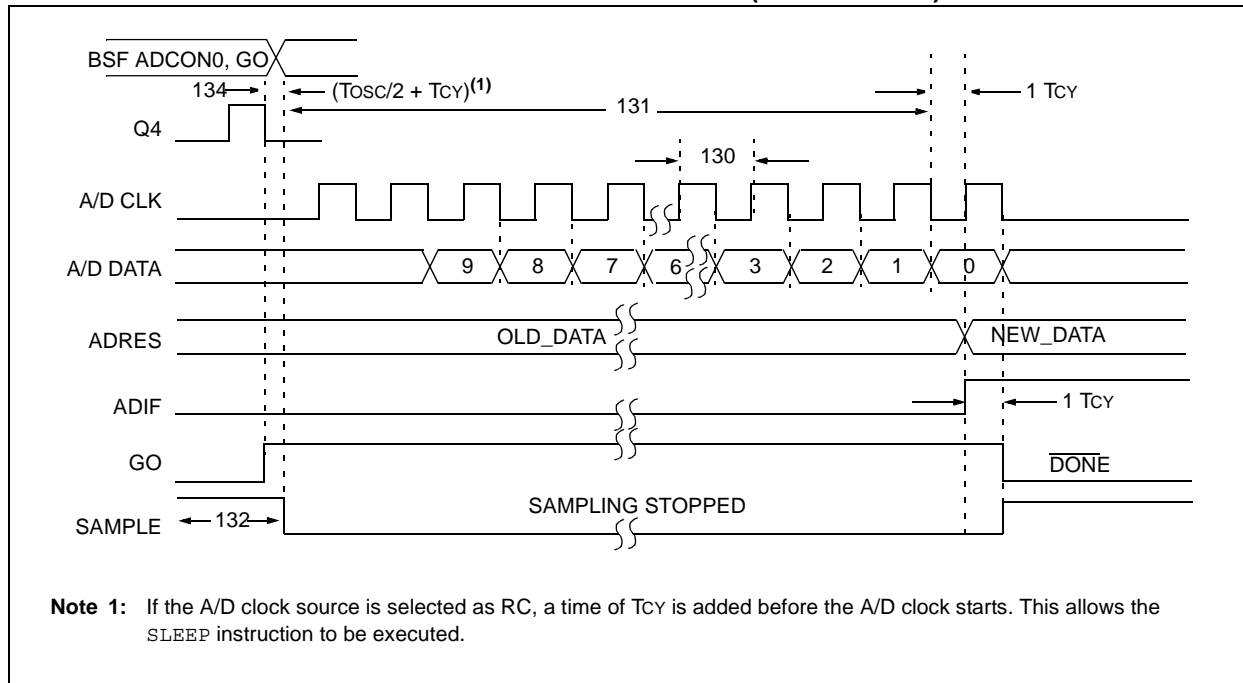 BSF ADCON0, GO
134
(TOSC/2 + TCY)(1)
131
1 TCY
Q4
130
A/D CLK
A/D DATA
9 8 7 6 3 2 1 0
ADRES
OLD_DATA
NEW_DATA
ADIF
1 TCY
GO
DONE
SAMPLE
132
SAMPLING STOPPED
Note 1: If the A/D clock source is selected as RC, a time of TCY is added before the A/D clock starts. This allows the
SLEEP instruction to be executed.